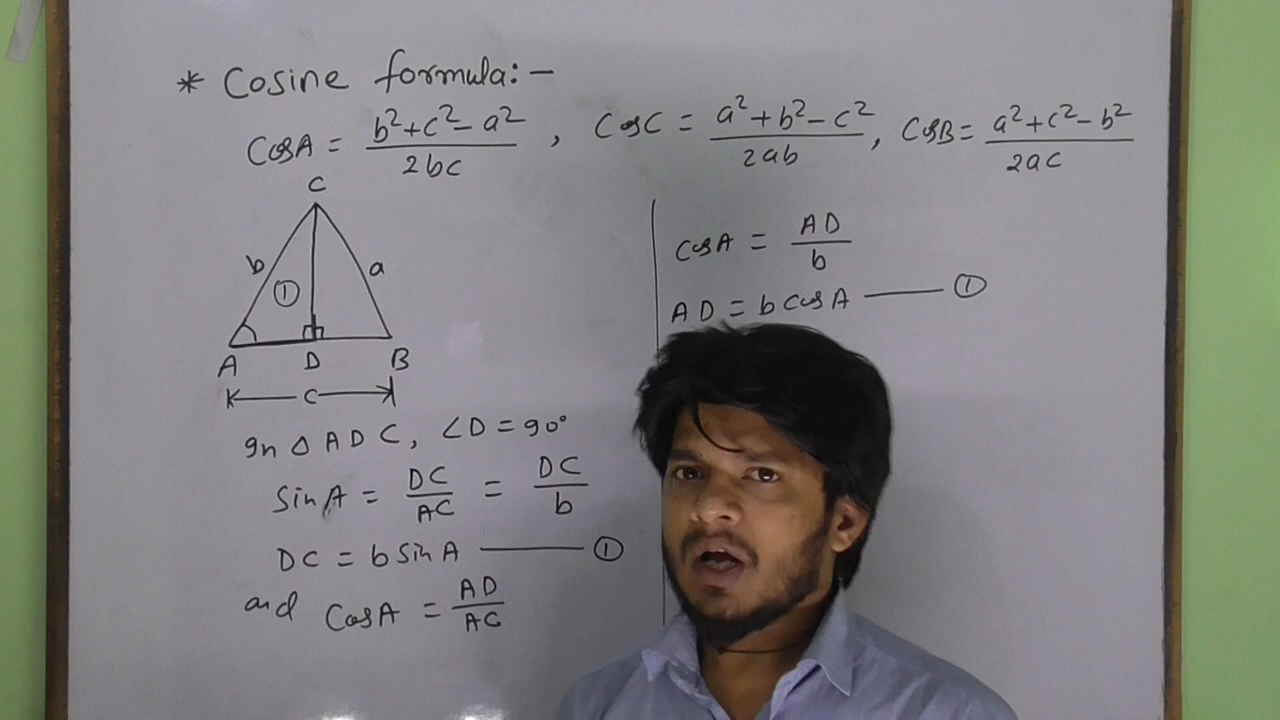 * Cosine formula:-
CosA = b²+c²-a² / 2bc , CosC = a²+b²-c² / 2ab , CosB = a²+c²-b² / 2ac
C
b ① a
A D B
c
In △ ADC, ∠D = 90°
SinA = DC/AC = DC/b
DC = b SinA —— ①
and CosA = AD/AC
CosA = AD/b
AD = b cosA —— ①